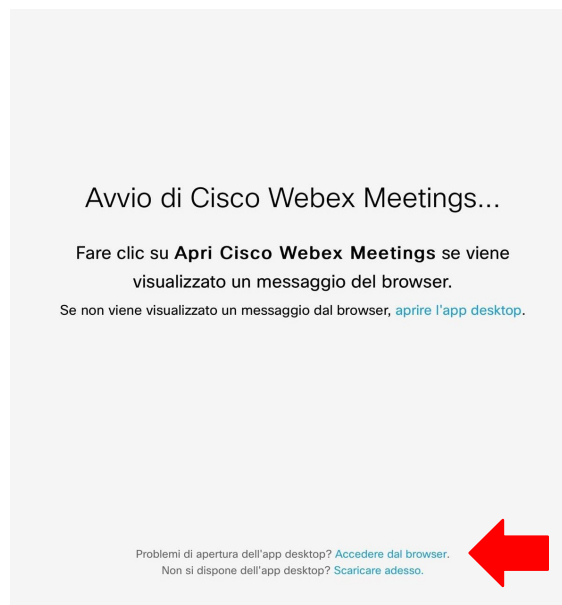 Avvio di Cisco Webex Meetings...
Fare clic su Apri Cisco Webex Meetings se viene
visualizzato un messaggio del browser.
Se non viene visualizzato un messaggio dal browser, aprire l'app desktop.
Problemi di apertura dell'app desktop? Accedere dal browser.
Non si dispone dell'app desktop? Scaricare adesso.